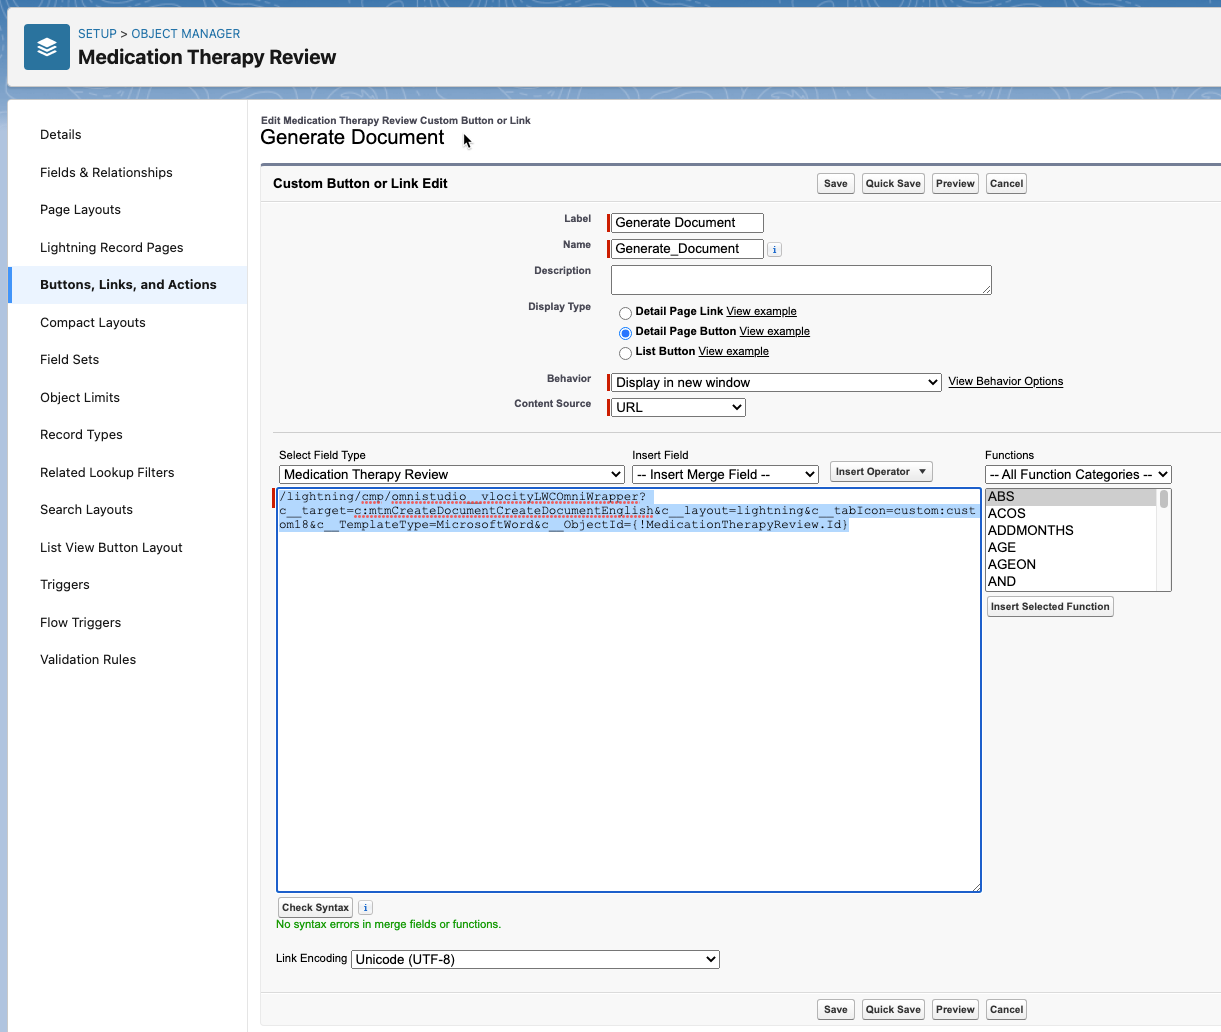 SETUP > OBJECT MANAGER
Medication Therapy Review
Details
Fields & Relationships
Page Layouts
Lightning Record Pages
Buttons, Links, and Actions
Compact Layouts
Field Sets
Object Limits
Record Types
Related Lookup Filters
Search Layouts
List View Button Layout
Triggers
Flow Triggers
Validation Rules
Edit Medication Therapy Review Custom Button or Link
Generate Document
Custom Button or Link Edit
Save Quick Save Preview Cancel
Label Generate Document
Name Generate_Document i
Description
Display Type
Detail Page Link View example
Detail Page Button View example
List Button View example
Behavior Display in new window View Behavior Options
Content Source URL
Select Field Type Insert Field Functions
Medication Therapy Review -- Insert Merge Field -- Insert Operator -- All Function Categories --
/lightning/cmp/omnistudio__vlocityLWCOmniWrapper?
c__target=c:mtmCreateDocumentCreateDocumentEnglish&c__layout=lightning&c__tabIcon=custom:cust
om18&c__TemplateType=MicrosoftWord&c__ObjectId={!MedicationTherapyReview.Id}
ABS
ACOS
ADDMONTHS
AGE
AGEON
AND
Insert Selected Function
Check Syntax i
No syntax errors in merge fields or functions.
Link Encoding Unicode (UTF-8)
Save Quick Save Preview Cancel